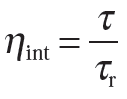 η_int = τ / τ_r